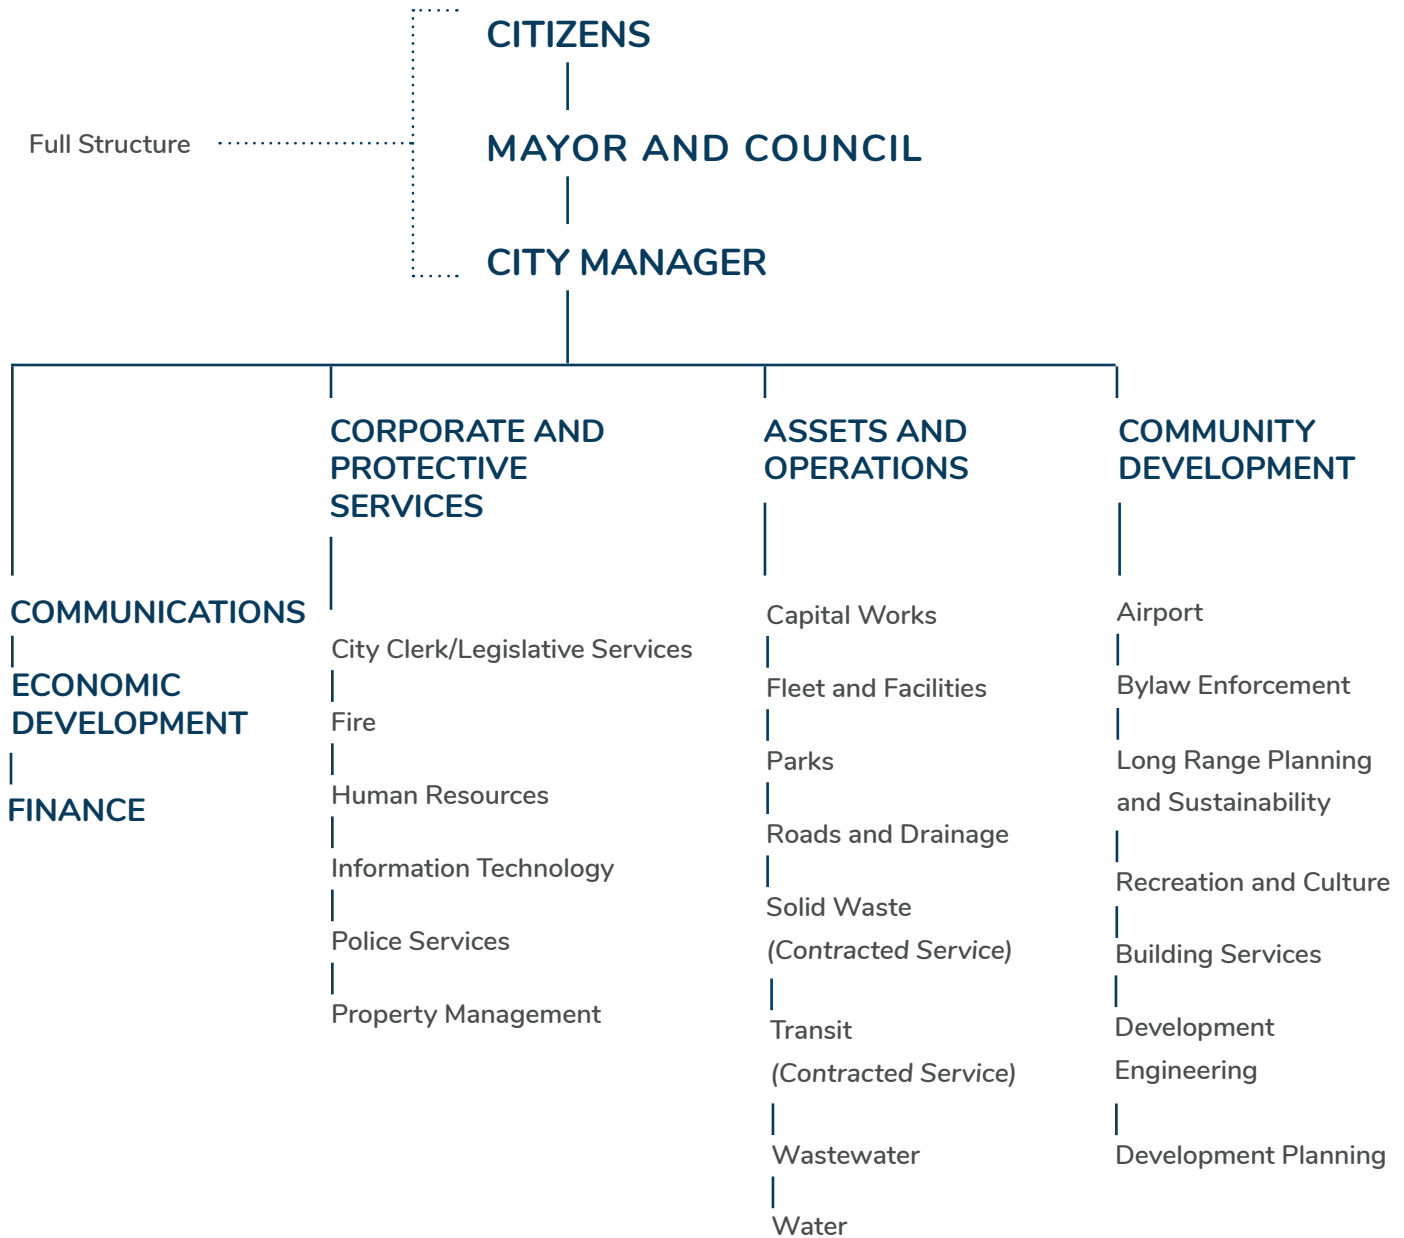 CITIZENS
Full Structure
MAYOR AND COUNCIL
CITY MANAGER
COMMUNICATIONS
ECONOMIC
DEVELOPMENT
FINANCE
CORPORATE AND
PROTECTIVE
SERVICES
City Clerk/Legislative Services
Fire
Human Resources
Information Technology
Police Services
Property Management
ASSETS AND
OPERATIONS
Capital Works
Fleet and Facilities
Parks
Roads and Drainage
Solid Waste
(Contracted Service)
Transit
(Contracted Service)
Wastewater
Water
COMMUNITY
DEVELOPMENT
Airport
Bylaw Enforcement
Long Range Planning
and Sustainability
Recreation and Culture
Building Services
Development
Engineering
Development Planning